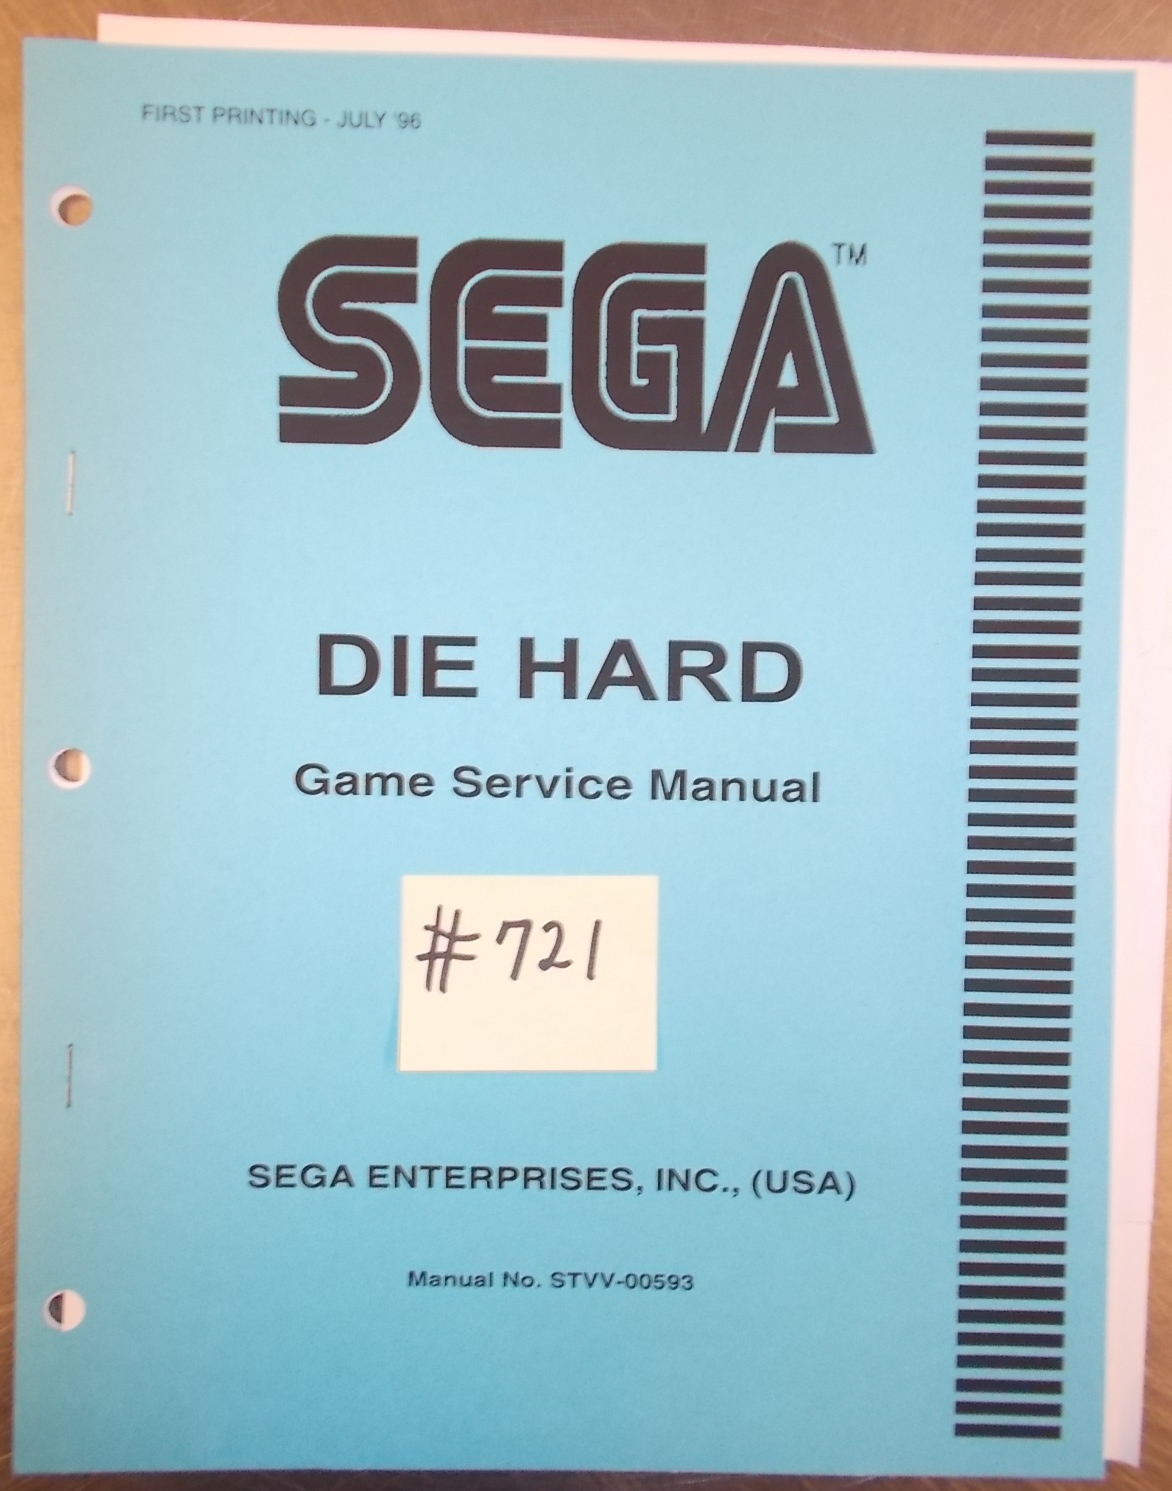 FIRST PRINTING - JULY '96
SEGA™
DIE HARD
Game Service Manual
#721
SEGA ENTERPRISES, INC., (USA)
Manual No. STVV-00593